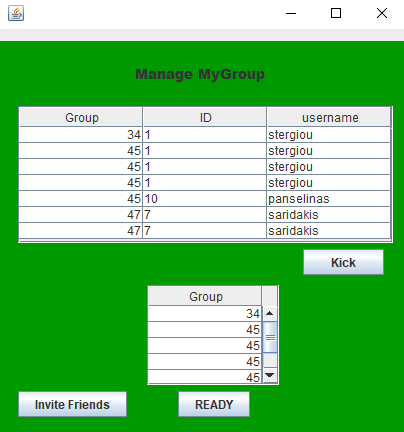 Manage MyGroup
Group ID username
34 1 stergiou
45 1 stergiou
45 1 stergiou
45 1 stergiou
45 10 panselinas
47 7 saridakis
47 7 saridakis
Kick
Group
34
45
45
45
45
Invite Friends READY